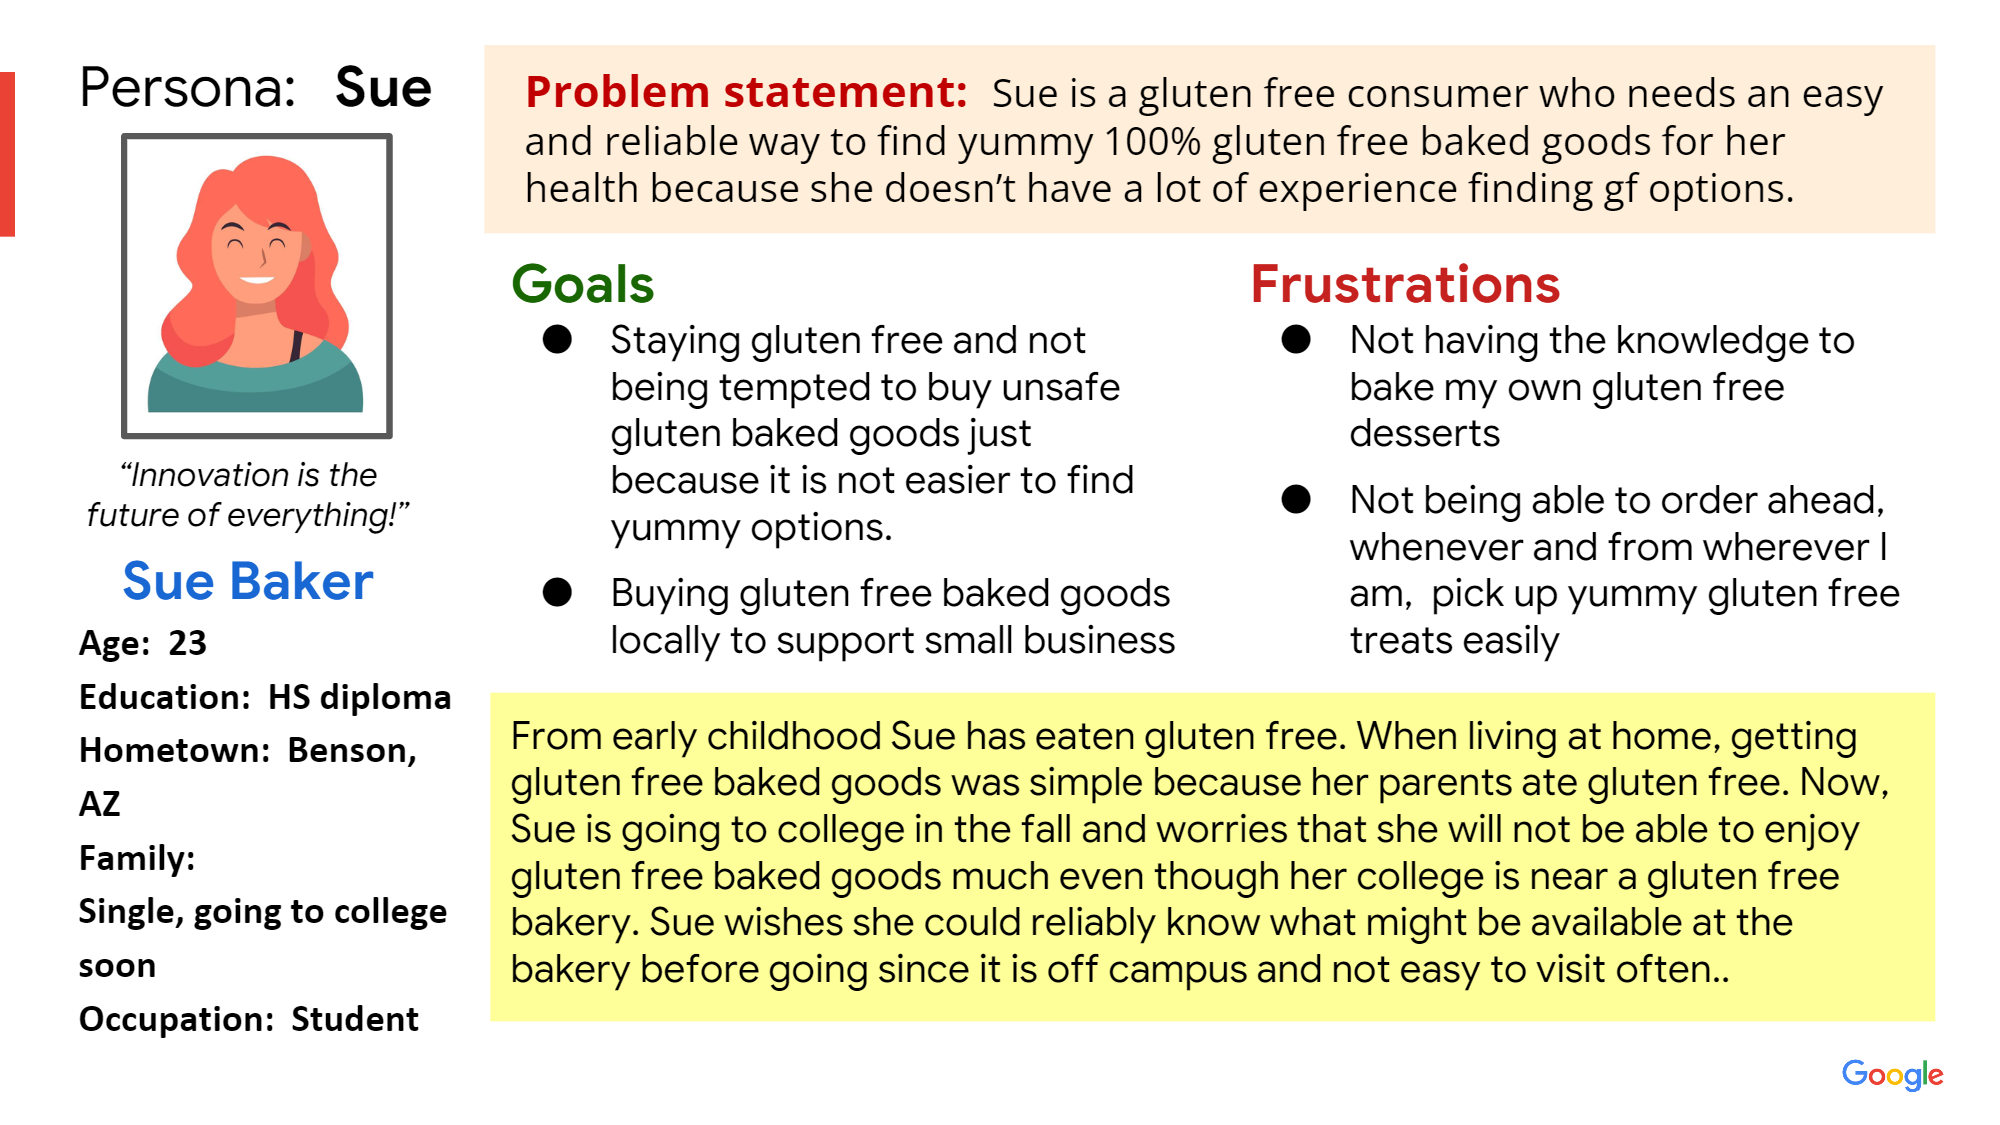 Persona: Sue
“Innovation is the
future of everything!”
Sue Baker
Age: 23
Education: HS diploma
Hometown: Benson,
AZ
Family:
Single, going to college
soon
Occupation: Student
Problem statement: Sue is a gluten free consumer who needs an easy
and reliable way to find yummy 100% gluten free baked goods for her
health because she doesn’t have a lot of experience finding gf options.
Goals
● Staying gluten free and not
being tempted to buy unsafe
gluten baked goods just
because it is not easier to find
yummy options.
● Buying gluten free baked goods
locally to support small business
Frustrations
● Not having the knowledge to
bake my own gluten free
desserts
● Not being able to order ahead,
whenever and from wherever I
am, pick up yummy gluten free
treats easily
From early childhood Sue has eaten gluten free. When living at home, getting
gluten free baked goods was simple because her parents ate gluten free. Now,
Sue is going to college in the fall and worries that she will not be able to enjoy
gluten free baked goods much even though her college is near a gluten free
bakery. Sue wishes she could reliably know what might be available at the
bakery before going since it is off campus and not easy to visit often..
Google